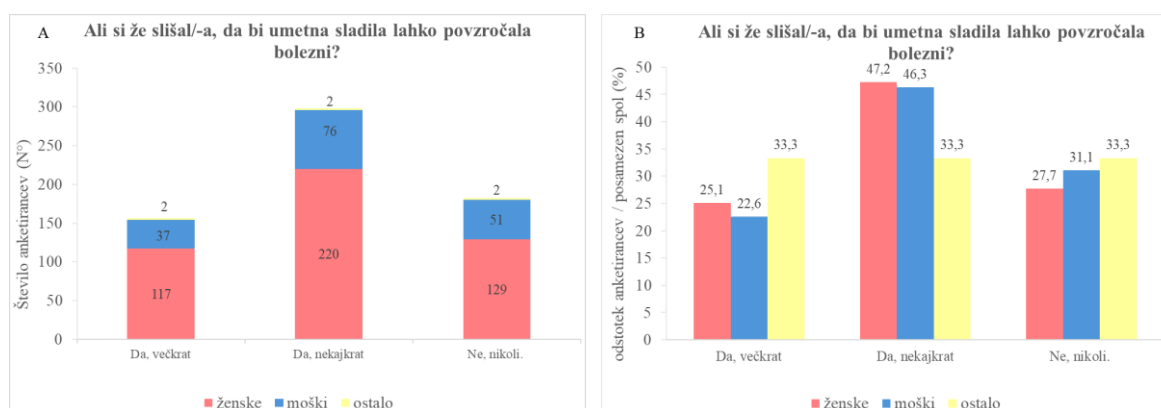 A
Ali si že slišal/-a, da bi umetna sladila lahko povzročala
bolezni?
Število anketirancev (N°)
350
300
250
200
150
100
50
0
2
37
117
2
76
220
2
51
129
Da, večkrat
Da, nekajkrat
Ne, nikoli.
ženske
moški
ostalo
B
Ali si že slišal/-a, da bi umetna sladila lahko povzročala
bolezni?
odstotek anketirancev / posamezen spol (%)
50
45
40
35
30
25
20
15
10
5
0
25,1
22,6
33,3
47,2
46,3
33,3
27,7
31,1
33,3
Da, večkrat
Da, nekajkrat
Ne, nikoli.
ženske
moški
ostalo